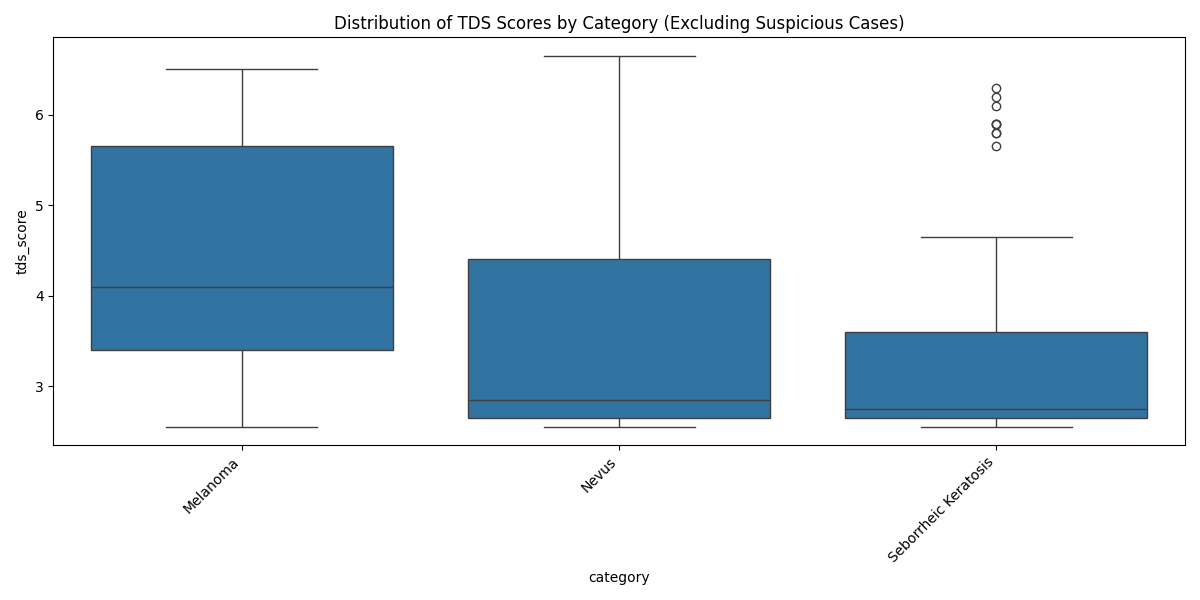 Distribution of TDS Scores by Category (Excluding Suspicious Cases)
tds_score
6
5
4
3
Melanoma
Nevus
Seborrheic Keratosis
category